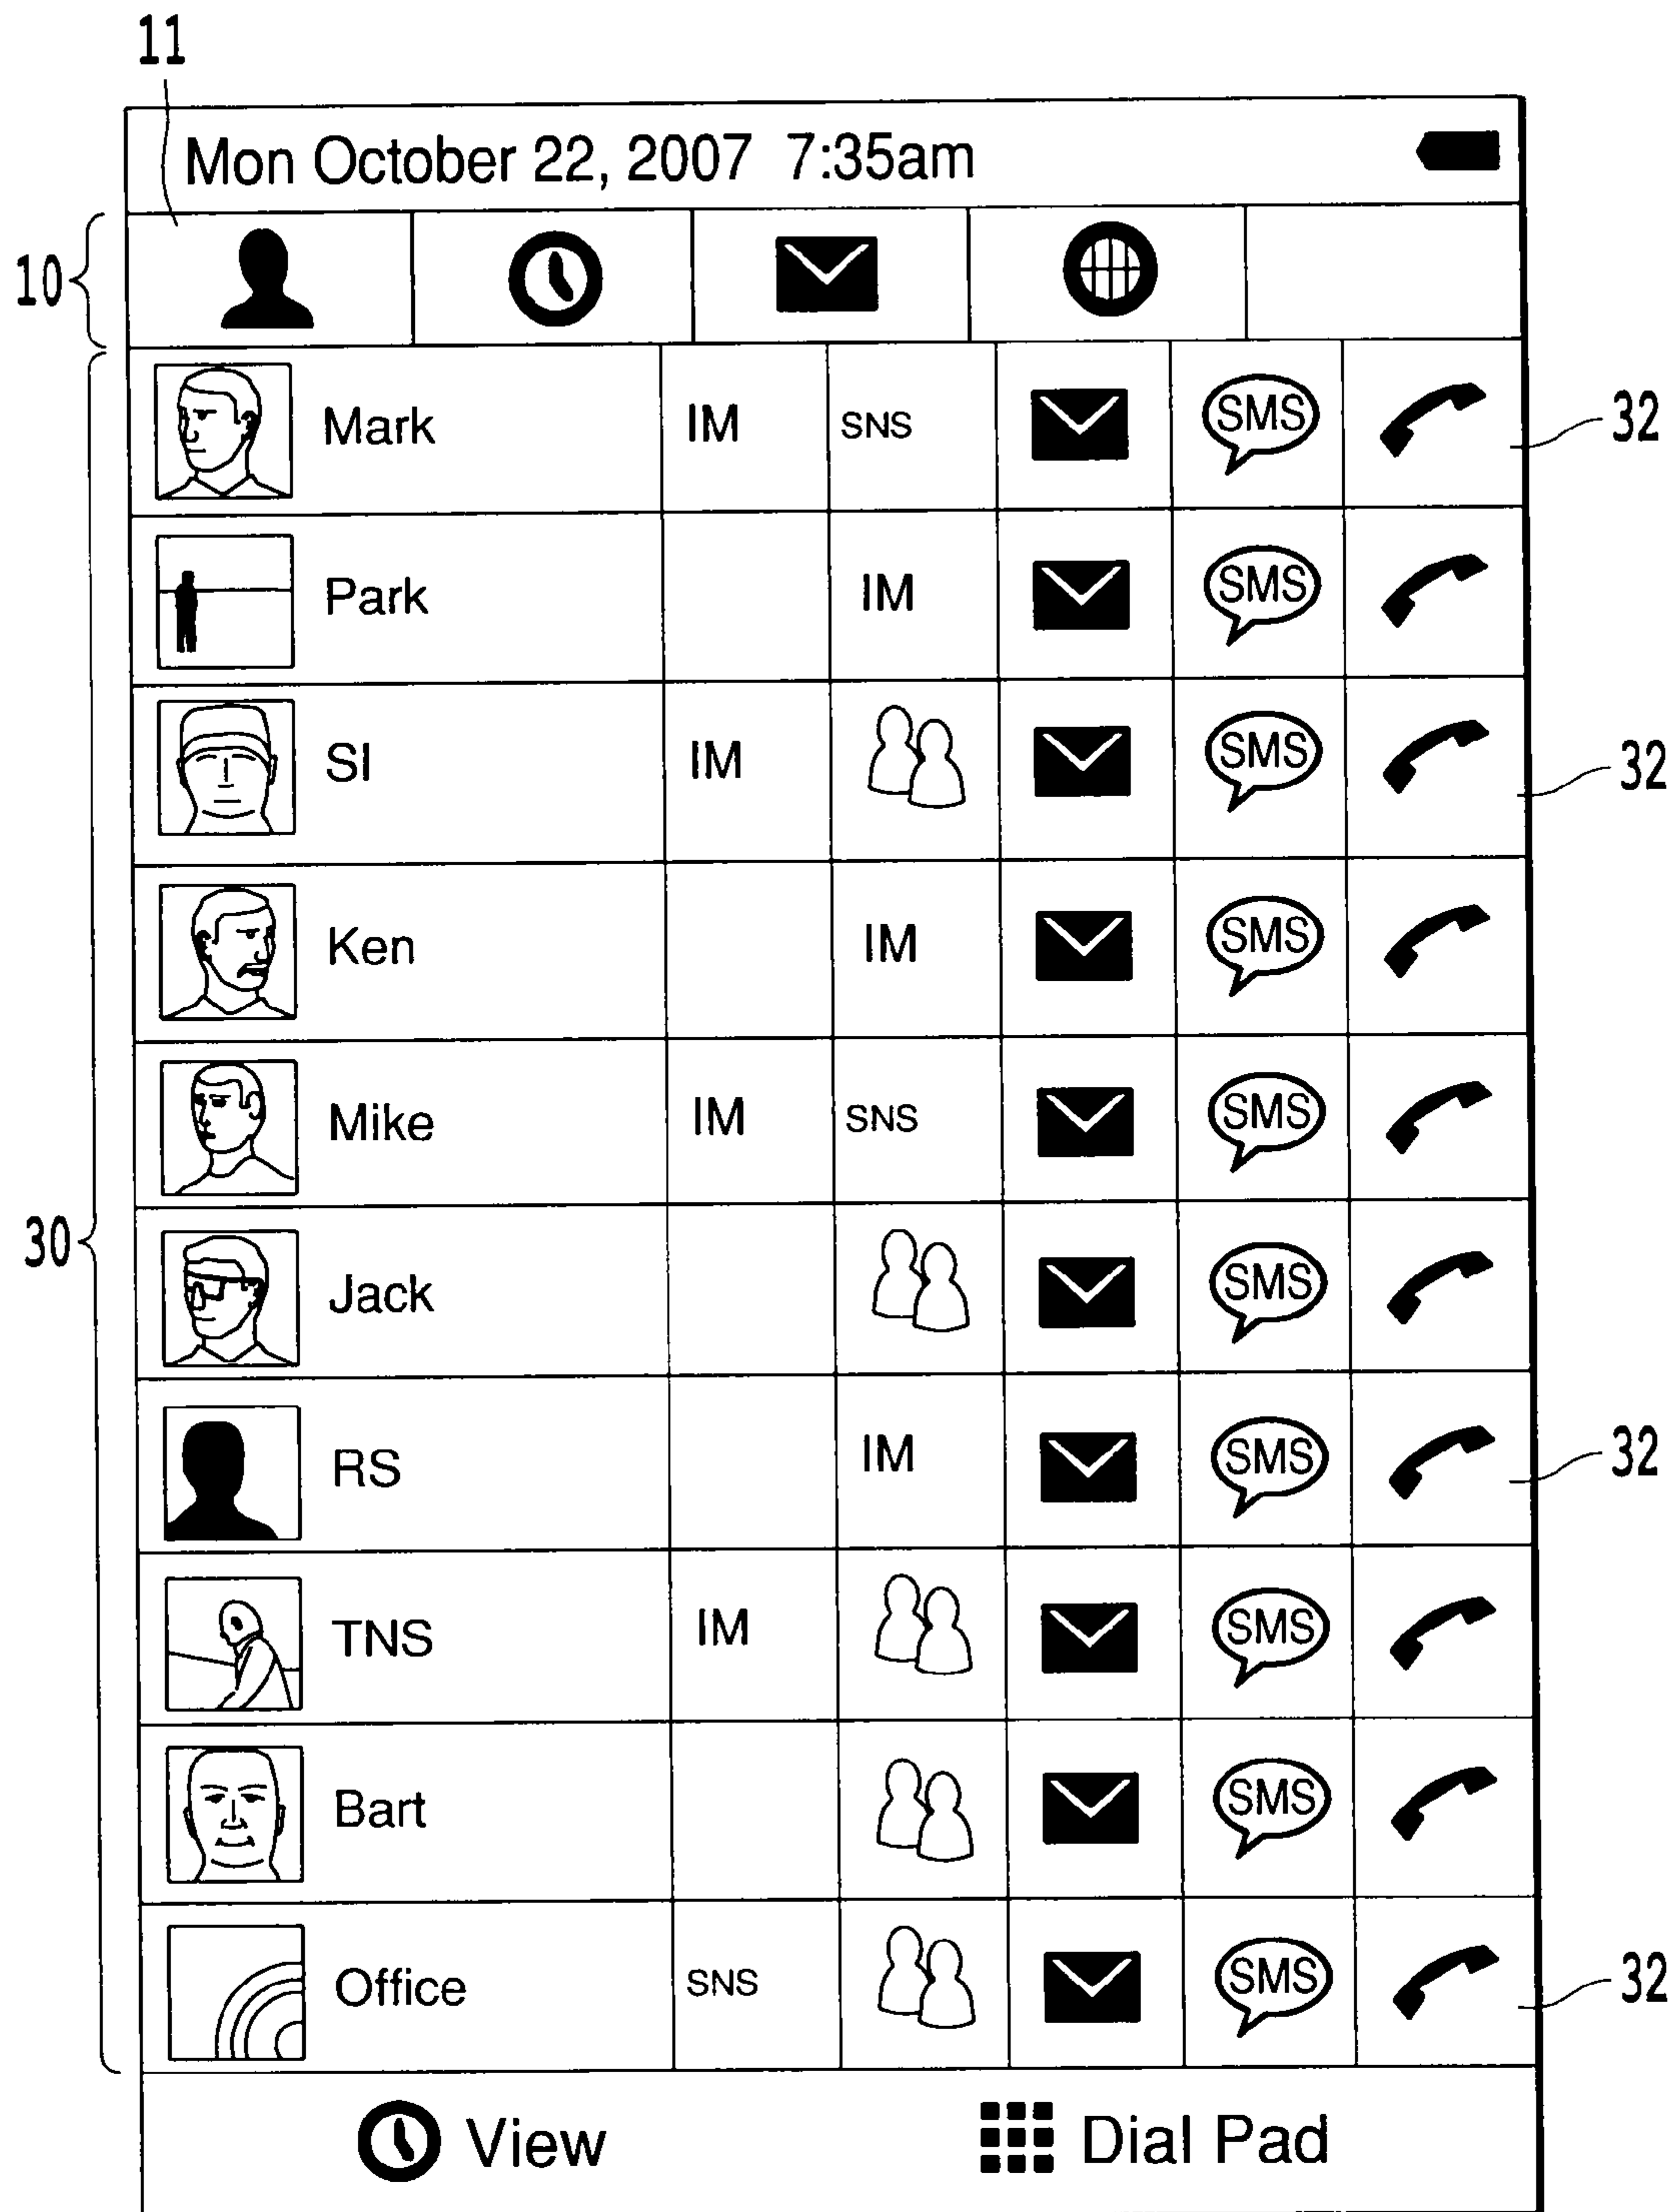 11
Mon October 22, 2007 7:35am
10
Mark IM SNS SMS 32
Park IM SMS
SI IM SMS 32
Ken IM SMS
Mike IM SNS SMS
30
Jack SMS
RS IM SMS 32
TNS IM SMS
Bart SMS
Office SNS SMS 32
View Dial Pad